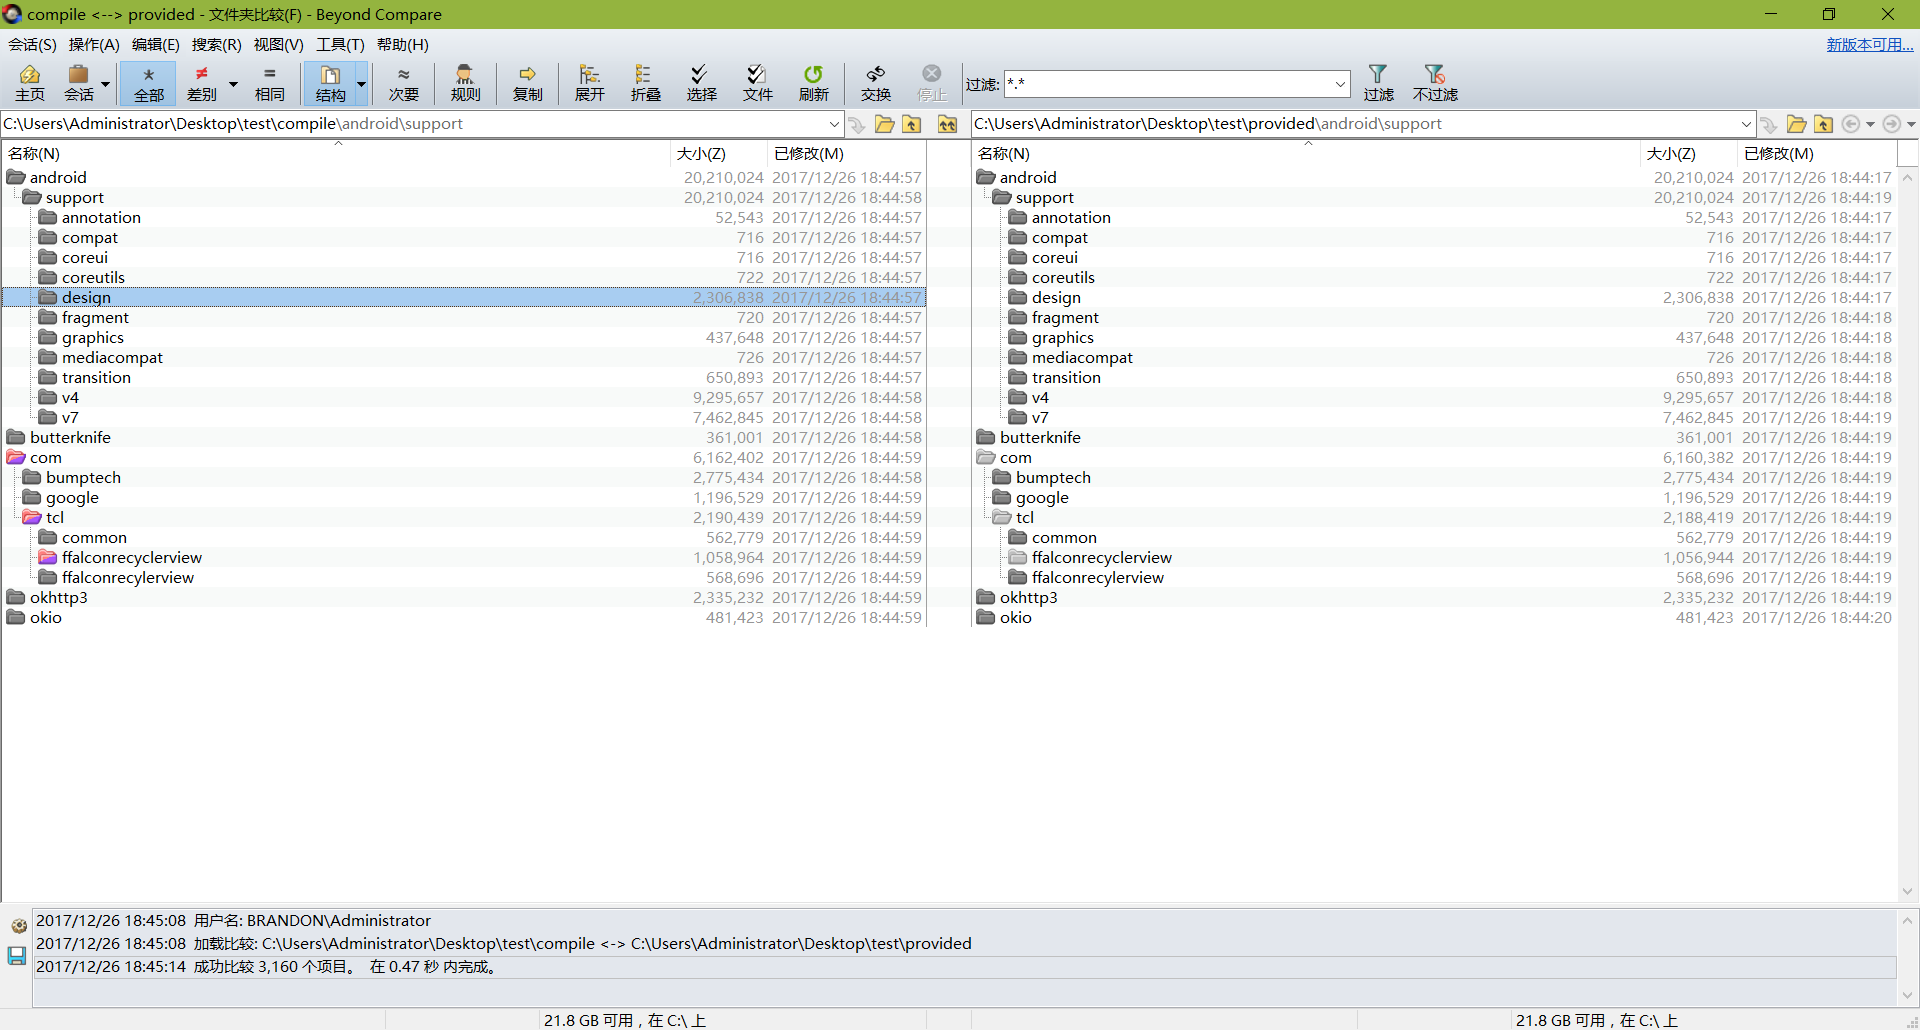 compile <--> provided - 文件夹比较(F) - Beyond Compare
会话(S) 操作(A) 编辑(E) 搜索(R) 视图(V) 工具(T) 帮助(H) 新版本可用...
主页 会话 全部 差别 相同 结构 次要 规则 复制 展开 折叠 选择 文件 刷新 交换 停止 过滤: *.* 过滤 不过滤
C:\Users\Administrator\Desktop\test\compile\android\support C:\Users\Administrator\Desktop\test\provided\android\support
名称(N) 大小(Z) 已修改(M) 名称(N) 大小(Z) 已修改(M)
android 20,210,024 2017/12/26 18:44:57 android 20,210,024 2017/12/26 18:44:17
support 20,210,024 2017/12/26 18:44:58 support 20,210,024 2017/12/26 18:44:19
annotation 52,543 2017/12/26 18:44:57 annotation 52,543 2017/12/26 18:44:17
compat 716 2017/12/26 18:44:57 compat 716 2017/12/26 18:44:17
coreui 716 2017/12/26 18:44:57 coreui 716 2017/12/26 18:44:17
coreutils 722 2017/12/26 18:44:57 coreutils 722 2017/12/26 18:44:17
design 2,306,838 2017/12/26 18:44:57 design 2,306,838 2017/12/26 18:44:17
fragment 720 2017/12/26 18:44:57 fragment 720 2017/12/26 18:44:18
graphics 437,648 2017/12/26 18:44:57 graphics 437,648 2017/12/26 18:44:18
mediacompat 726 2017/12/26 18:44:57 mediacompat 726 2017/12/26 18:44:18
transition 650,893 2017/12/26 18:44:57 transition 650,893 2017/12/26 18:44:18
v4 9,295,657 2017/12/26 18:44:58 v4 9,295,657 2017/12/26 18:44:18
v7 7,462,845 2017/12/26 18:44:58 v7 7,462,845 2017/12/26 18:44:19
butterknife 361,001 2017/12/26 18:44:58 butterknife 361,001 2017/12/26 18:44:19
com 6,162,402 2017/12/26 18:44:59 com 6,160,382 2017/12/26 18:44:19
bumptech 2,775,434 2017/12/26 18:44:58 bumptech 2,775,434 2017/12/26 18:44:19
google 1,196,529 2017/12/26 18:44:59 google 1,196,529 2017/12/26 18:44:19
tcl 2,190,439 2017/12/26 18:44:59 tcl 2,188,419 2017/12/26 18:44:19
common 562,779 2017/12/26 18:44:59 common 562,779 2017/12/26 18:44:19
ffalconrecyclerview 1,058,964 2017/12/26 18:44:59 ffalconrecyclerview 1,056,944 2017/12/26 18:44:19
ffalconrecylerview 568,696 2017/12/26 18:44:59 ffalconrecylerview 568,696 2017/12/26 18:44:19
okhttp3 2,335,232 2017/12/26 18:44:59 okhttp3 2,335,232 2017/12/26 18:44:19
okio 481,423 2017/12/26 18:44:59 okio 481,423 2017/12/26 18:44:20
2017/12/26 18:45:08 用户名: BRANDON\Administrator
2017/12/26 18:45:08 加载比较: C:\Users\Administrator\Desktop\test\compile <-> C:\Users\Administrator\Desktop\test\provided
2017/12/26 18:45:14 成功比较 3,160 个项目。 在 0.47 秒 内完成。
21.8 GB 可用，在 C:\ 上 21.8 GB 可用，在 C:\ 上